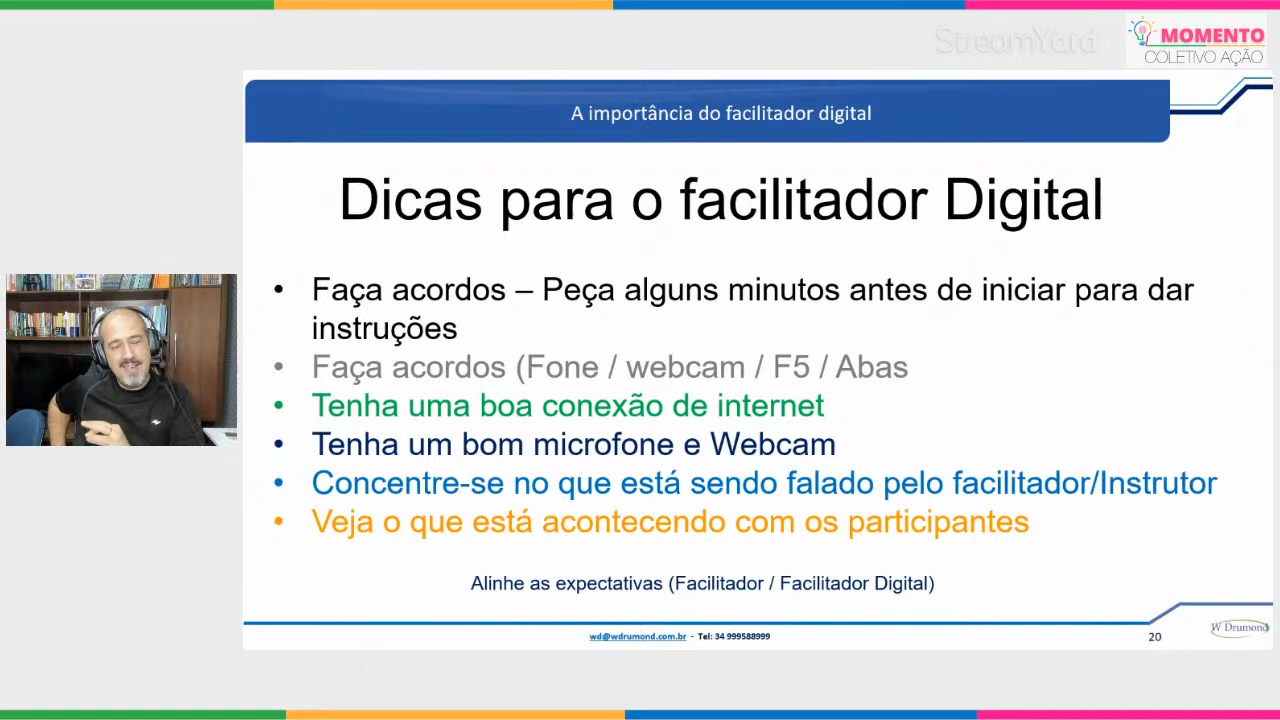 StreamYard
MOMENTO
COLETIVO AÇÃO
A importância do facilitador digital
Dicas para o facilitador Digital
• Faça acordos – Peça alguns minutos antes de iniciar para dar
instruções
• Faça acordos (Fone / webcam / F5 / Abas
• Tenha uma boa conexão de internet
• Tenha um bom microfone e Webcam
• Concentre-se no que está sendo falado pelo facilitador/Instrutor
• Veja o que está acontecendo com os participantes
Alinhe as expectativas (Facilitador / Facilitador Digital)
wd@wdrumond.com.br - Tel: 34 999588999
20
W Drumond